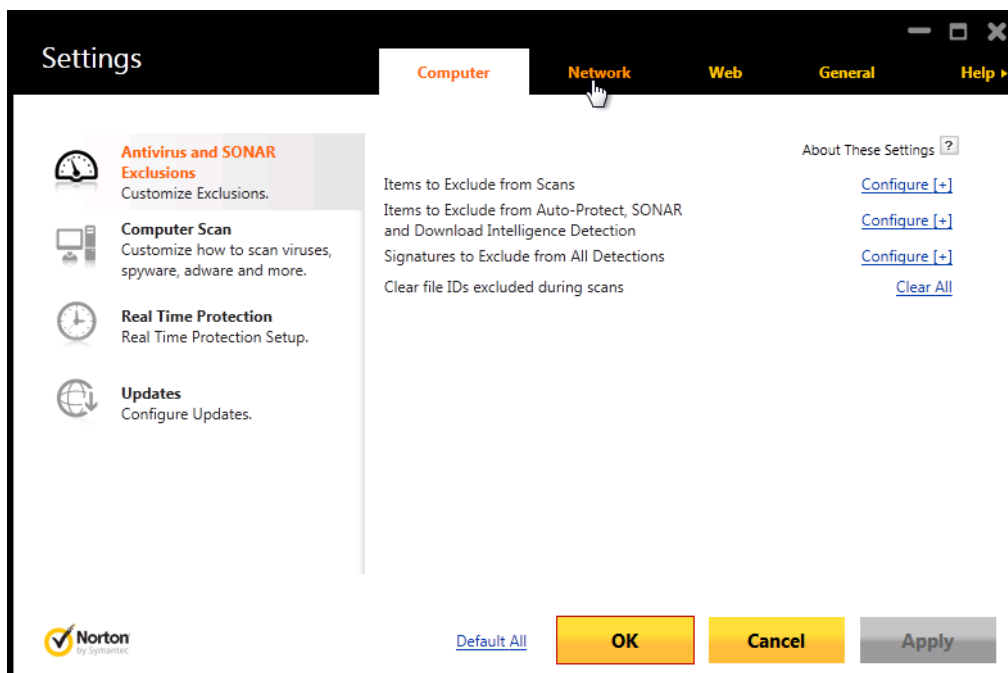 Settings
Computer
Network
Web
General
Help
Antivirus and SONAR
Exclusions
Customize Exclusions.
Computer Scan
Customize how to scan viruses,
spyware, adware and more.
Real Time Protection
Real Time Protection Setup.
Updates
Configure Updates.
About These Settings ?
Items to Exclude from Scans
Configure [+]
Items to Exclude from Auto-Protect, SONAR
and Download Intelligence Detection
Configure [+]
Signatures to Exclude from All Detections
Configure [+]
Clear file IDs excluded during scans
Clear All
Norton
by Symantec
Default All
OK
Cancel
Apply